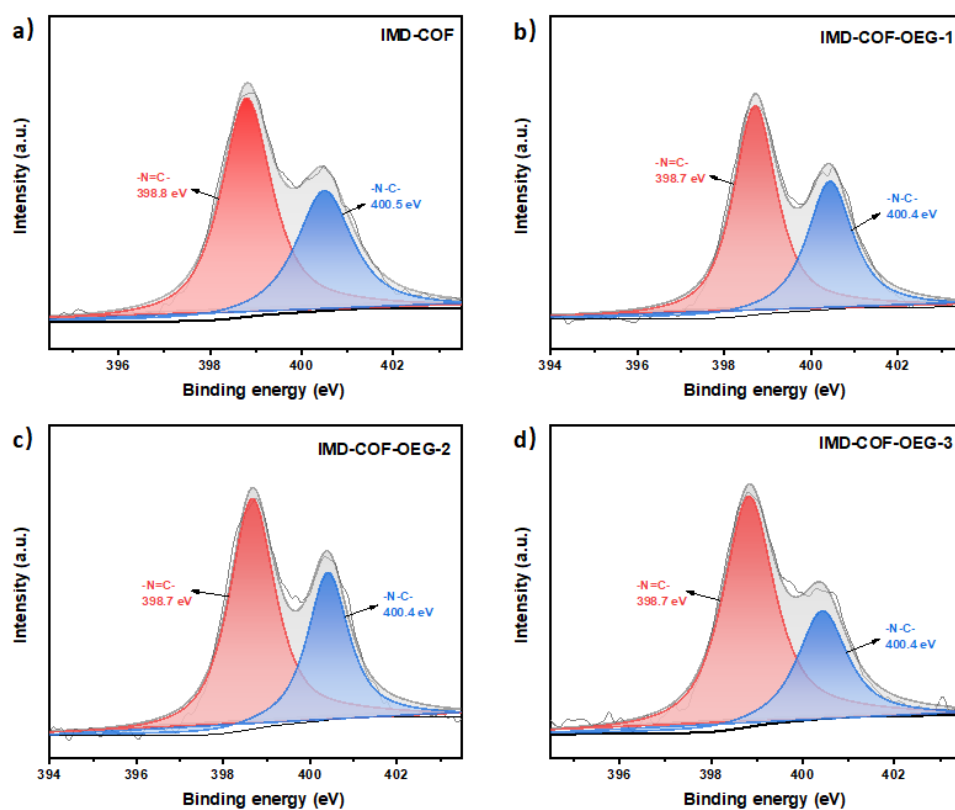 a)
IMD-COF
-N=C-
398.8 eV
-N-C-
400.5 eV
Intensity (a.u.)
396
398
400
402
Binding energy (eV)
b)
IMD-COF-OEG-1
-N=C-
398.7 eV
-N-C-
400.4 eV
Intensity (a.u.)
394
396
398
400
402
Binding energy (eV)
c)
IMD-COF-OEG-2
-N=C-
398.7 eV
-N-C-
400.4 eV
Intensity (a.u.)
394
396
398
400
402
Binding energy (eV)
d)
IMD-COF-OEG-3
-N=C-
398.7 eV
-N-C-
400.4 eV
Intensity (a.u.)
396
398
400
402
Binding energy (eV)